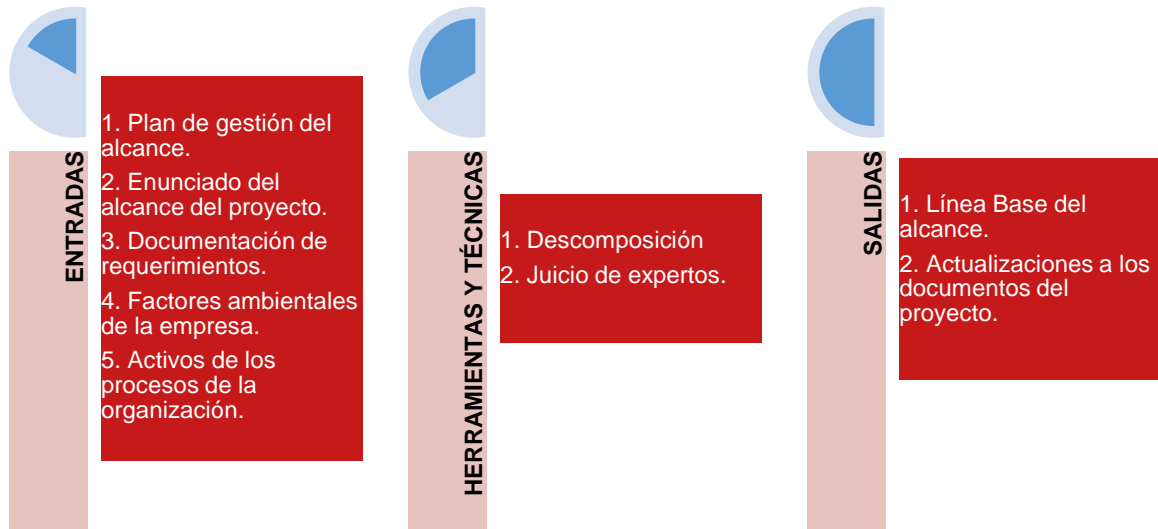 ENTRADAS
1. Plan de gestión del
alcance.
2. Enunciado del
alcance del proyecto.
3. Documentación de
requerimientos.
4. Factores ambientales
de la empresa.
5. Activos de los
procesos de la
organización.
HERRAMIENTAS Y TÉCNICAS
1. Descomposición
2. Juicio de expertos.
SALIDAS
1. Línea Base del
alcance.
2. Actualizaciones a los
documentos del
proyecto.